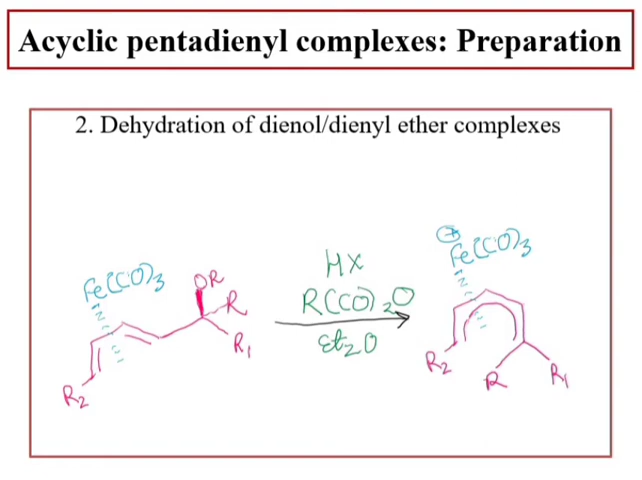 Acyclic pentadienyl complexes: Preparation
2. Dehydration of dienol/dienyl ether complexes
Fe(CO)3
OR
R
R1
R2
HX
R(CO)2O
Et2O
+
Fe(CO)3
R2
R
R1